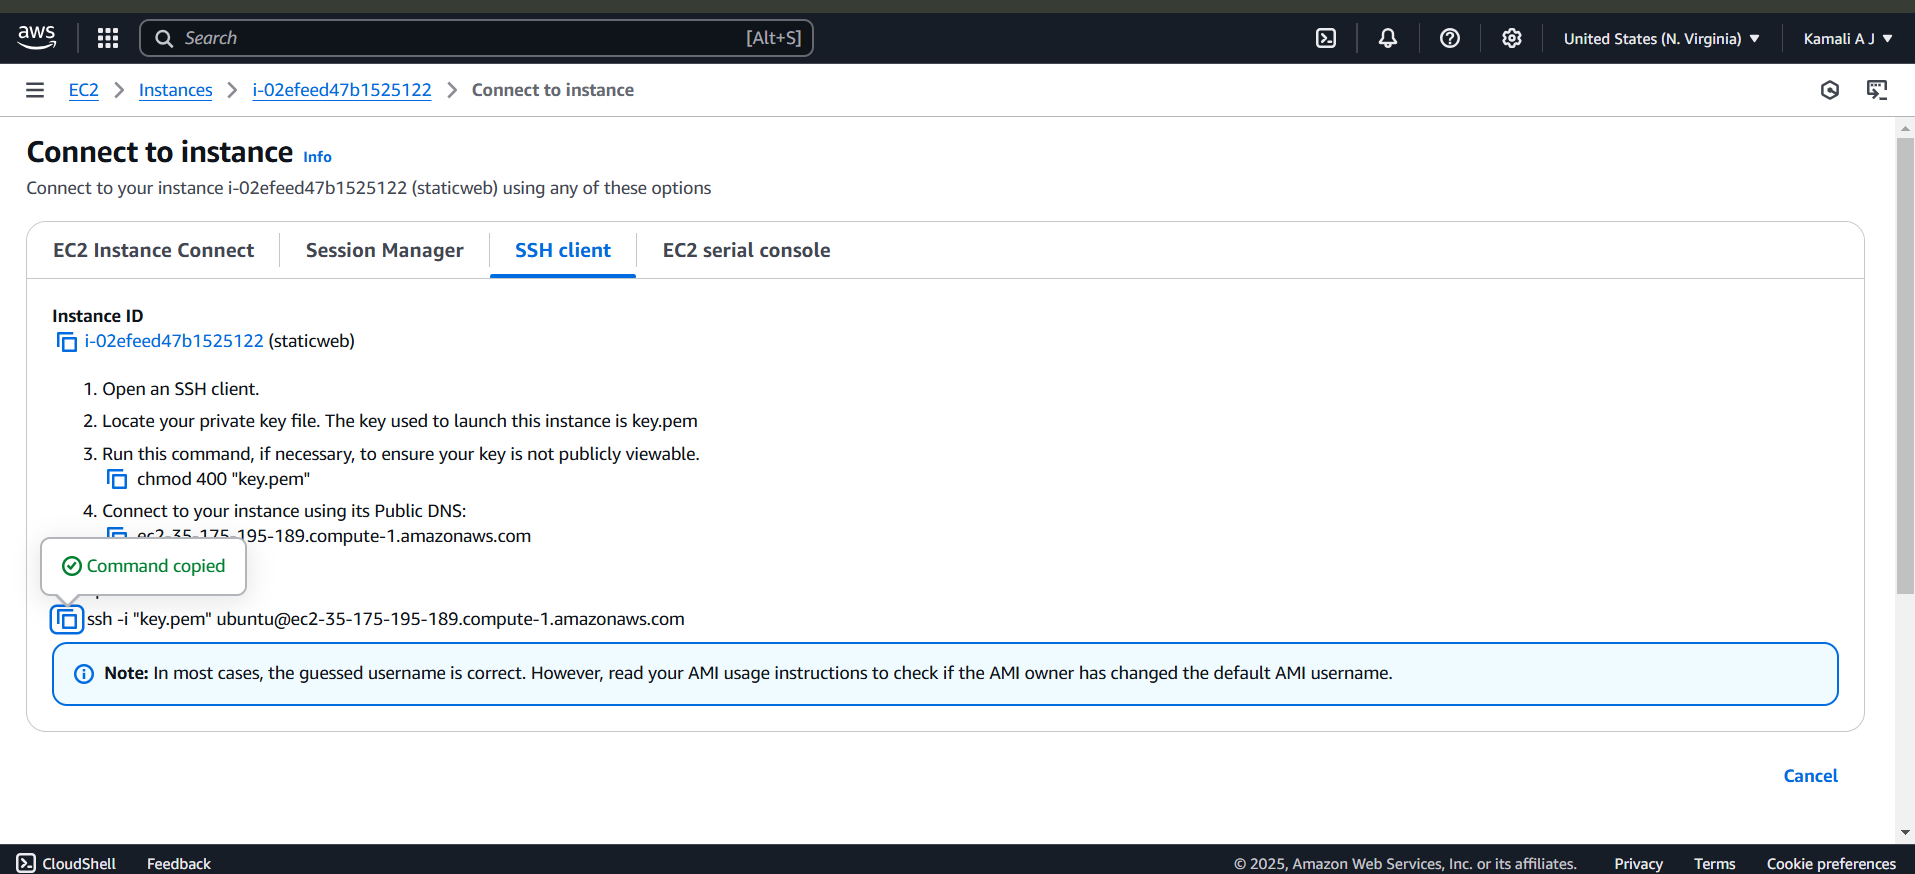 aws Search [Alt+S] United States (N. Virginia) Kamali A J
EC2 Instances i-02efeed47b1525122 Connect to instance
Connect to instance Info
Connect to your instance i-02efeed47b1525122 (staticweb) using any of these options
EC2 Instance Connect Session Manager SSH client EC2 serial console
Instance ID
i-02efeed47b1525122 (staticweb)
1. Open an SSH client.
2. Locate your private key file. The key used to launch this instance is key.pem
3. Run this command, if necessary, to ensure your key is not publicly viewable.
chmod 400 "key.pem"
4. Connect to your instance using its Public DNS:
ec2-35-175-195-189.compute-1.amazonaws.com
Command copied
ssh -i "key.pem" ubuntu@ec2-35-175-195-189.compute-1.amazonaws.com
Note: In most cases, the guessed username is correct. However, read your AMI usage instructions to check if the AMI owner has changed the default AMI username.
Cancel
CloudShell Feedback © 2025, Amazon Web Services, Inc. or its affiliates. Privacy Terms Cookie preferences